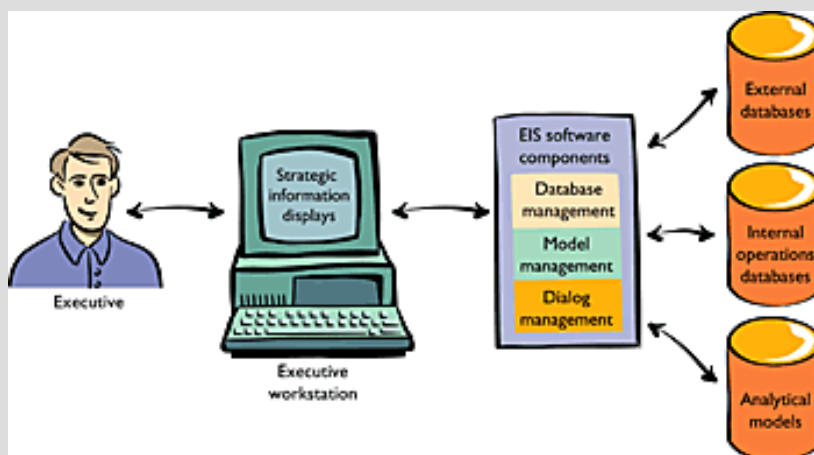 Executive
Strategic
information
displays
Executive
workstation
EIS software
components
Database
management
Model
management
Dialog
management
External
databases
Internal
operations
databases
Analytical
models